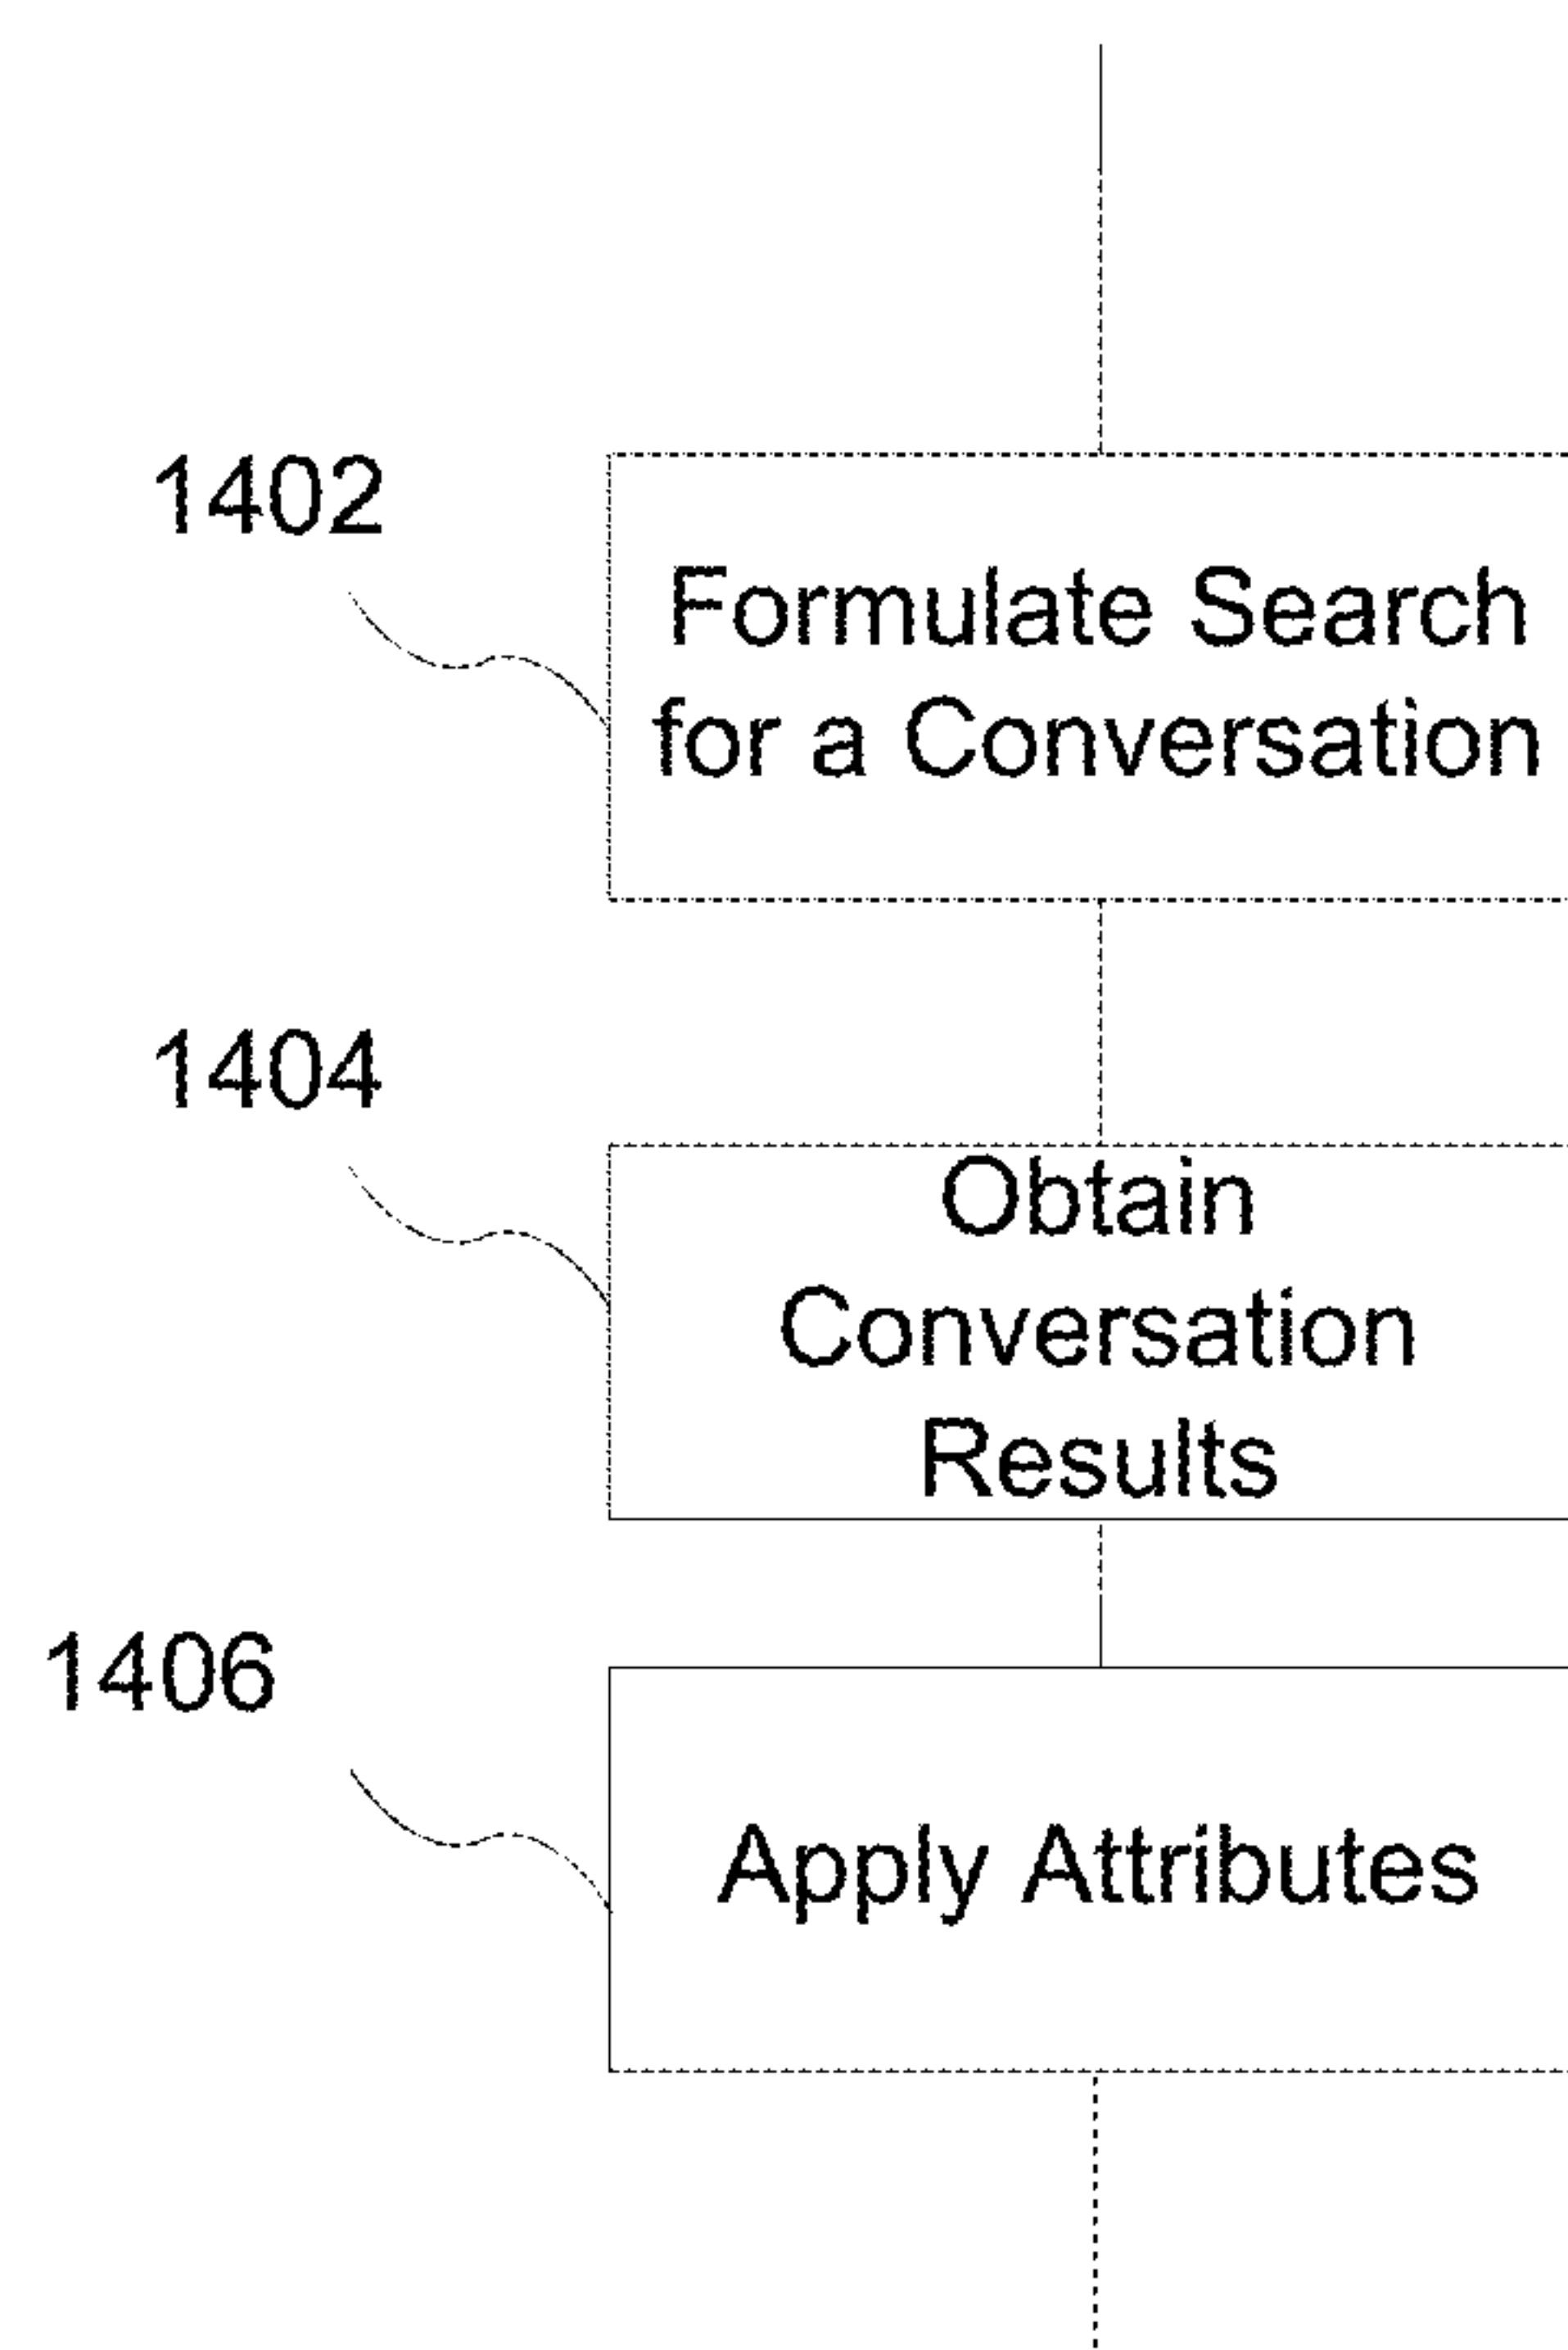 1402
Formulate Search
for a Conversation
1404
Obtain
Conversation
Results
1406
Apply Attributes